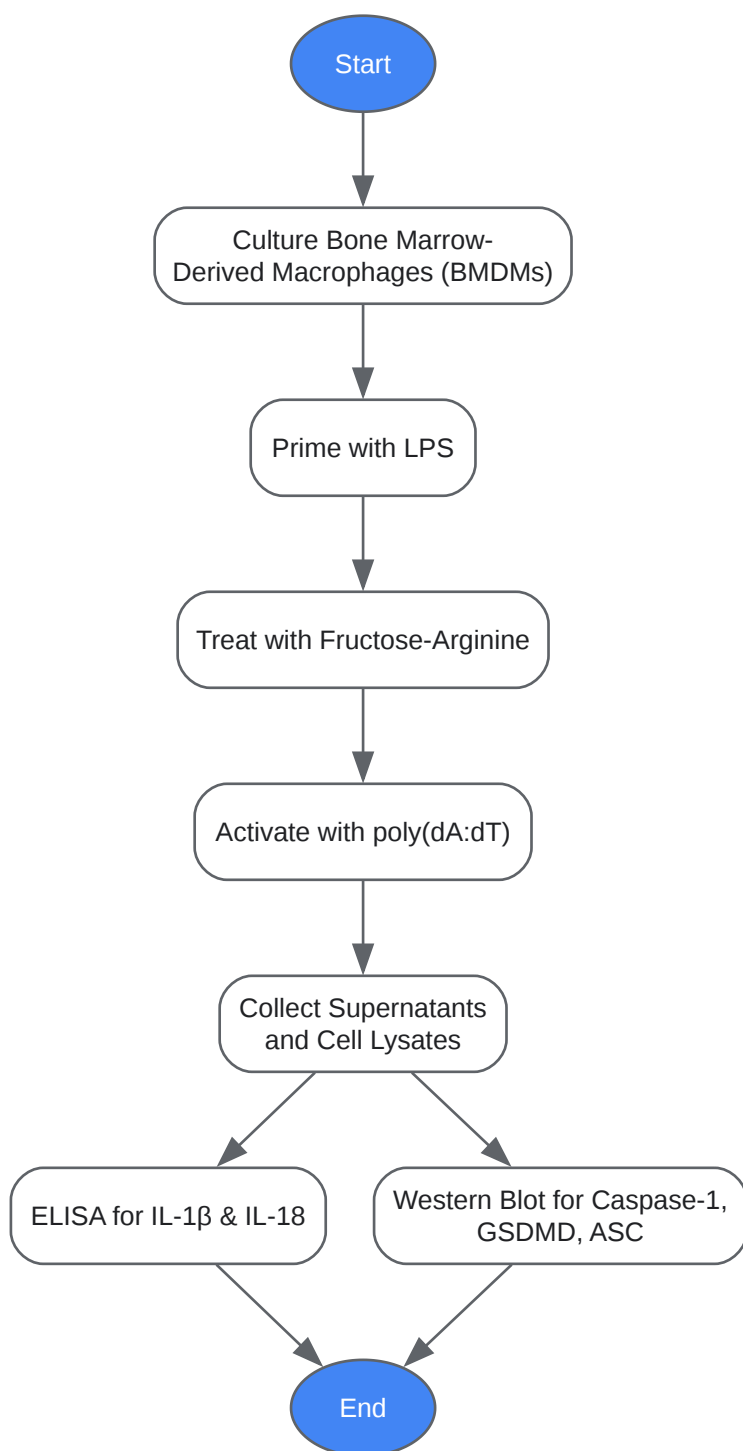 Start
Culture Bone Marrow-
Derived Macrophages (BMDMs)
Prime with LPS
Treat with Fructose-Arginine
Activate with poly(dA:dT)
Collect Supernatants
and Cell Lysates
ELISA for IL-1β & IL-18
Western Blot for Caspase-1,
GSDMD, ASC
End